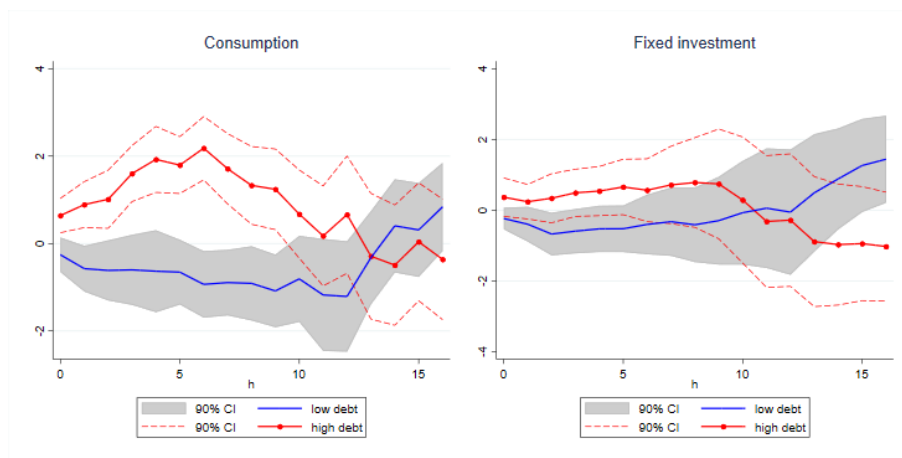 Consumption
4
2
0
-2
0
5
10
15
h
90% CI
low debt
90% CI
high debt
Fixed investment
4
2
0
-2
-4
0
5
10
15
h
90% CI
low debt
90% CI
high debt